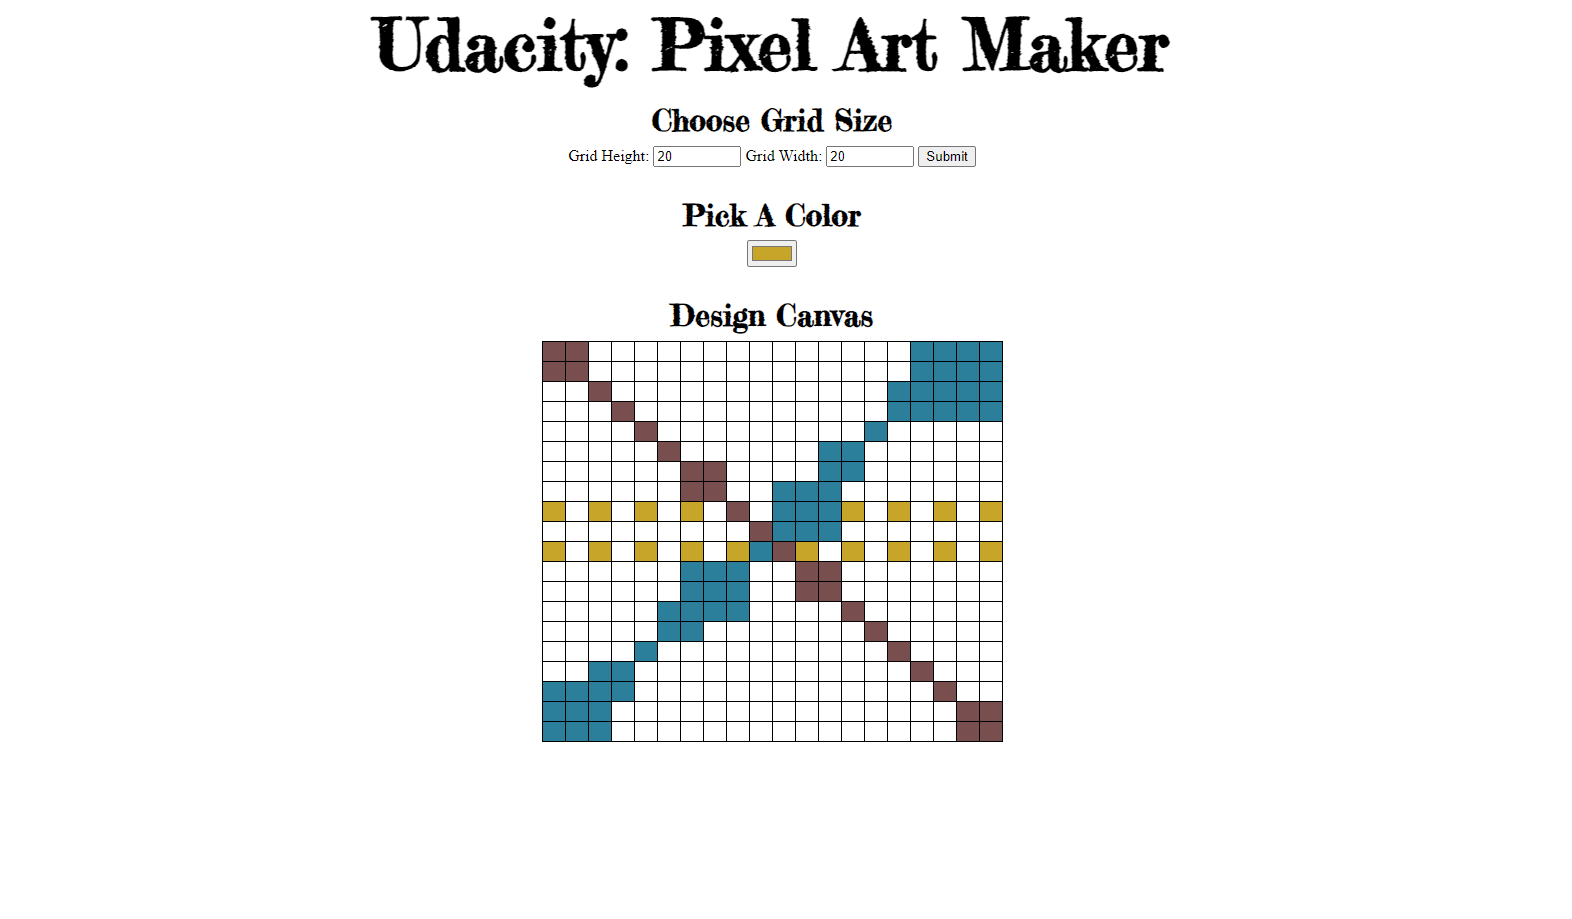 Udacity: Pixel Art Maker
Choose Grid Size
Grid Height: 20 Grid Width: 20 Submit
Pick A Color
Design Canvas